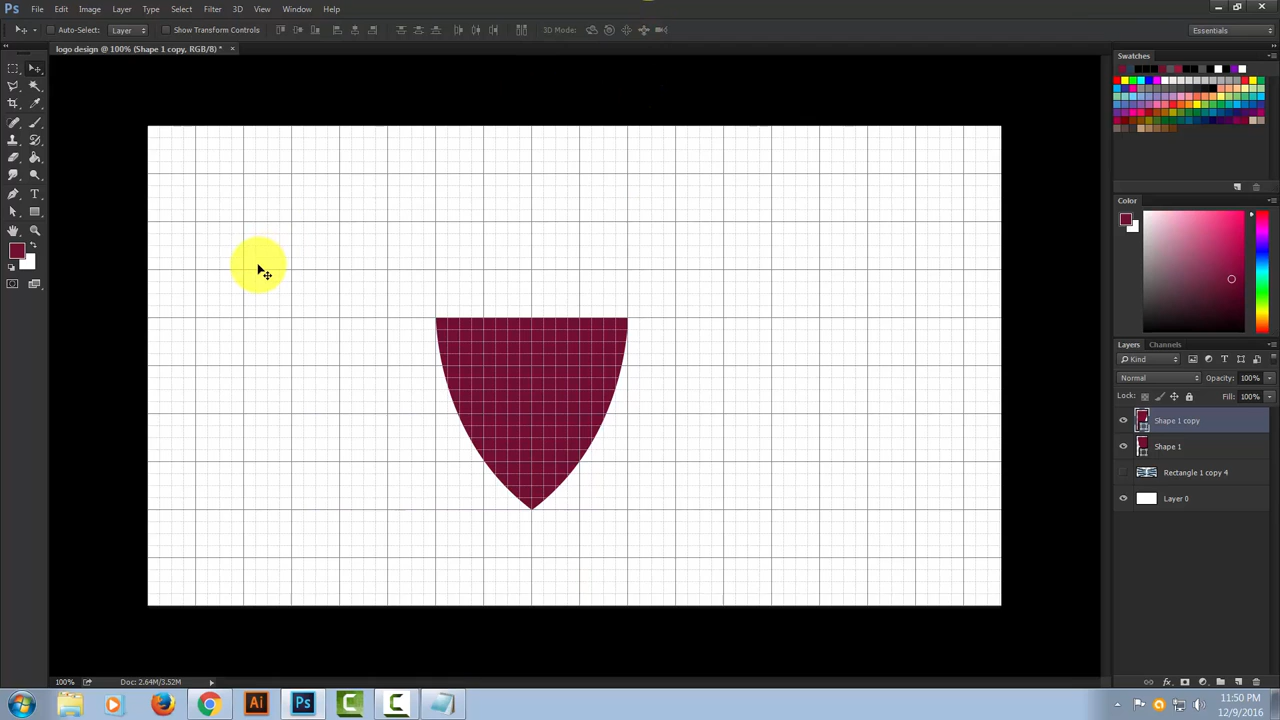 Ps File Edit Image Layer Type Select Filter 3D View Window Help
Auto-Select: Layer Show Transform Controls 3D Mode: Essentials
logo design @ 100% (Shape 1 copy, RGB/8) *
Swatches
Color
Layers Channels
Kind
Normal Opacity: 100%
Lock: Fill: 100%
Shape 1 copy
Shape 1
Rectangle 1 copy 4
Layer 0
100% Doc: 2.64M/3.52M
Ai Ps C C
11:50 PM
12/9/2016